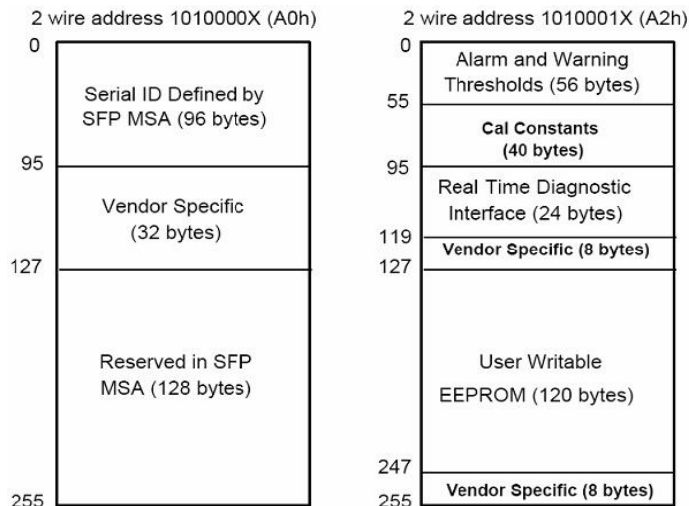 2 wire address 1010000X (A0h)
0
Serial ID Defined by
SFP MSA (96 bytes)
95
Vendor Specific
(32 bytes)
127
Reserved in SFP
MSA (128 bytes)
255
2 wire address 1010001X (A2h)
0
Alarm and Warning
Thresholds (56 bytes)
55
Cal Constants
(40 bytes)
95
Real Time Diagnostic
Interface (24 bytes)
119
Vendor Specific (8 bytes)
127
User Writable
EEPROM (120 bytes)
247
Vendor Specific (8 bytes)
255